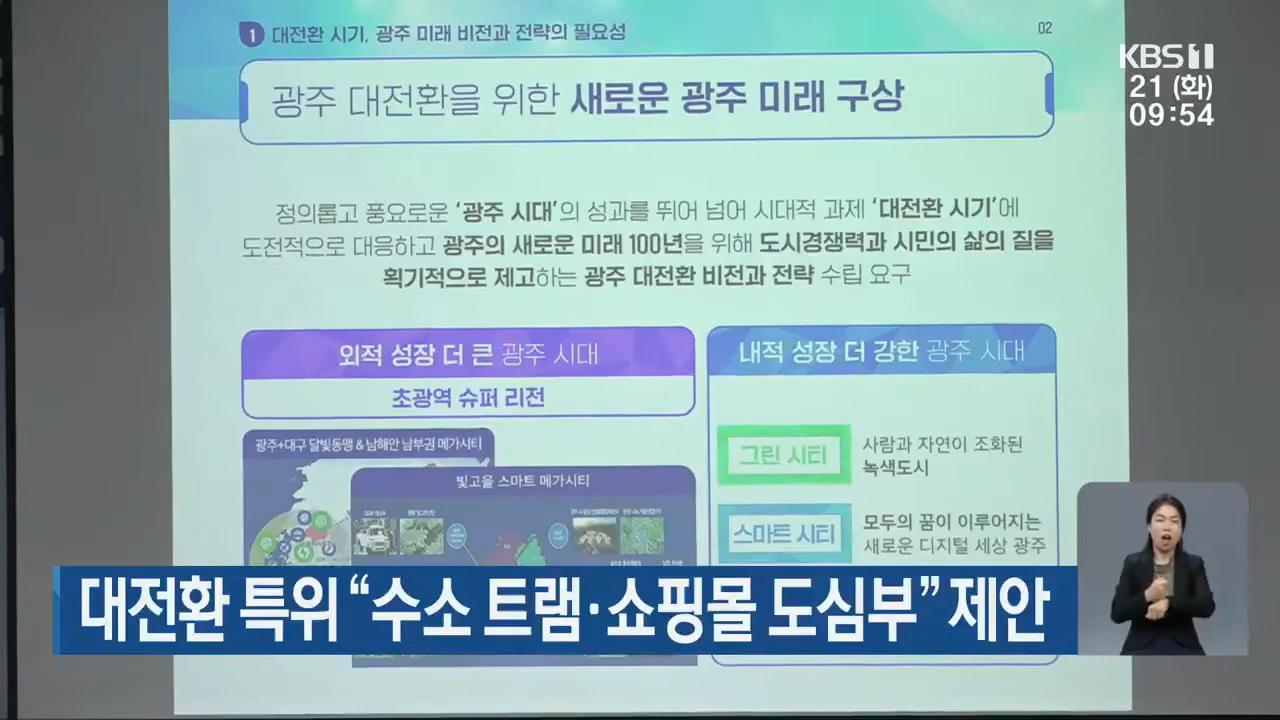 1 대전환 시기, 광주 미래 비전과 전략의 필요성
02
KBS 1
21 (화)
09:54
광주 대전환을 위한 새로운 광주 미래 구상
정의롭고 풍요로운 '광주 시대'의 성과를 뛰어 넘어 시대적 과제 '대전환 시기'에
도전적으로 대응하고 광주의 새로운 미래 100년을 위해 도시경쟁력과 시민의 삶의 질을
획기적으로 제고하는 광주 대전환 비전과 전략 수립 요구
외적 성장 더 큰 광주 시대
초광역 슈퍼 리전
광주+대구 달빛동맹 & 남해안 남부권 메가시티
빛고을 스마트 메가시티
내적 성장 더 강한 광주 시대
그린 시티
사람과 자연이 조화된
녹색도시
스마트 시티
모두의 꿈이 이루어지는
새로운 디지털 세상 광주
대전환 특위 “수소 트램·쇼핑몰 도심부” 제안